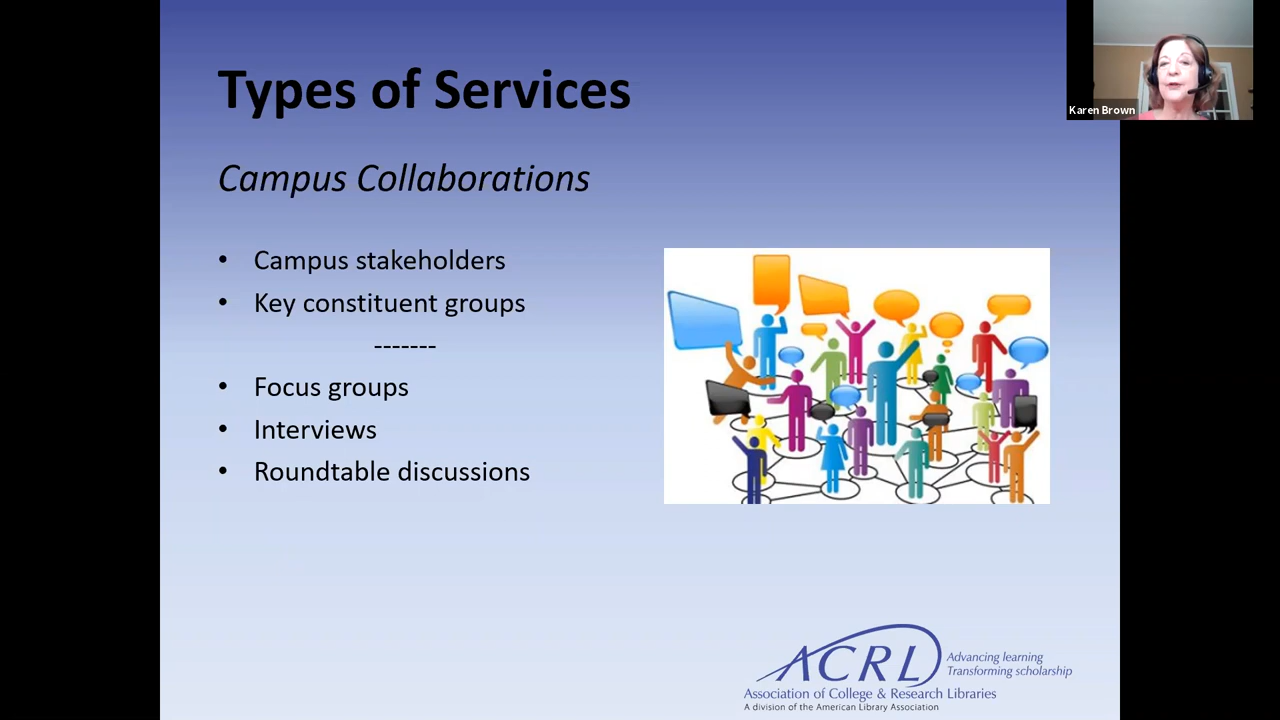 Types of Services
Karen Brown
Campus Collaborations
• Campus stakeholders
• Key constituent groups
-------
• Focus groups
• Interviews
• Roundtable discussions
ACRL
Advancing learning
Transforming scholarship
Association of College & Research Libraries
A division of the American Library Association